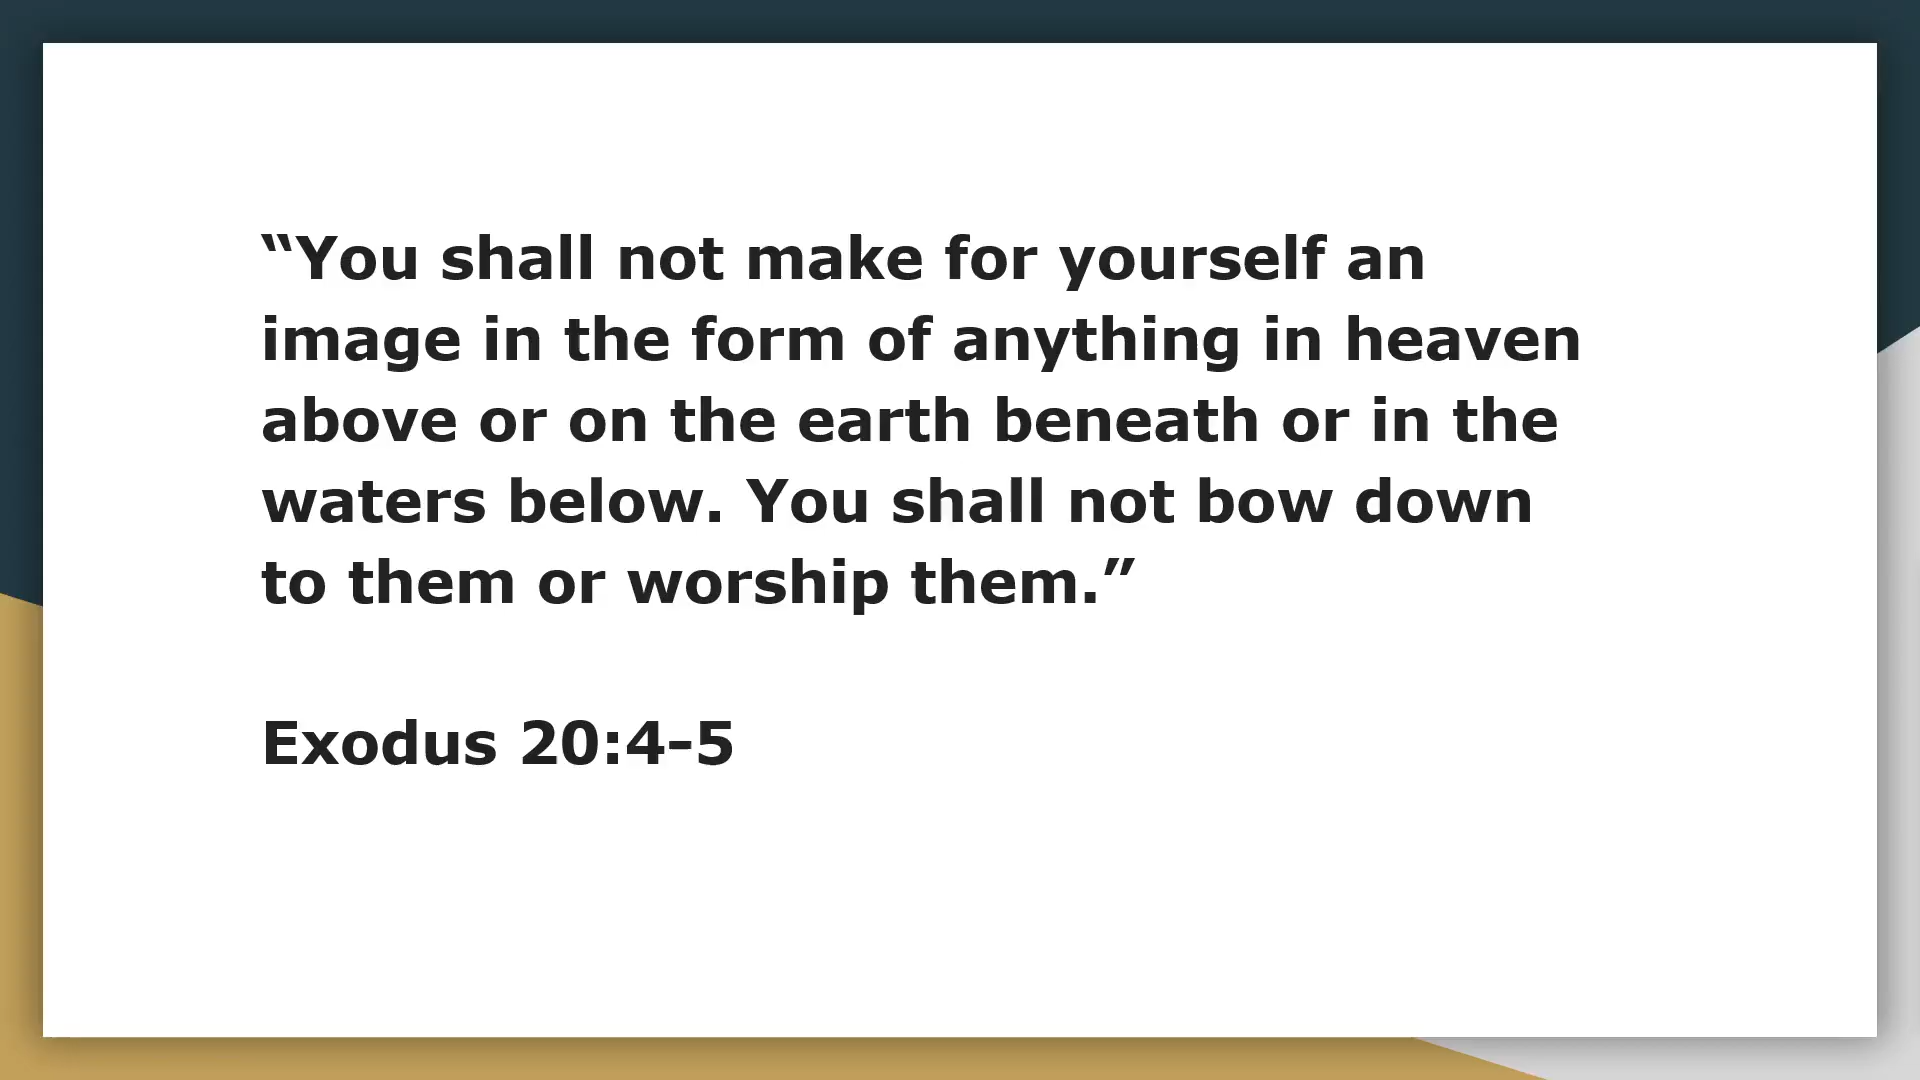 “You shall not make for yourself an
image in the form of anything in heaven
above or on the earth beneath or in the
waters below. You shall not bow down
to them or worship them.”
Exodus 20:4-5